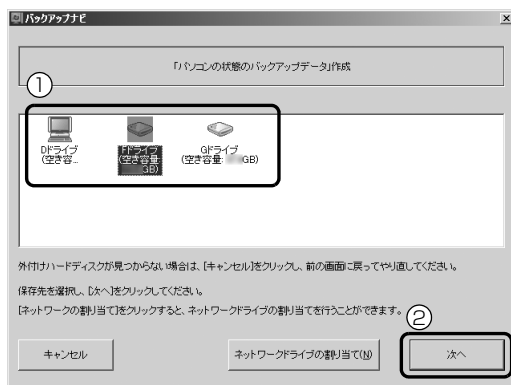 バックアップナビ
「パソコンの状態のバックアップデータ」作成
①
Dドライブ
(空き容...
Fドライブ
(空き容量:
GB)
Gドライブ
(空き容量: GB)
外付けハードディスクが見つからない場合は、[キャンセル]をクリックし、前の画面に戻ってやり直してください。
保存先を選択し、[次へ]をクリックしてください。
[ネットワークの割り当て]をクリックすると、ネットワークドライブの割り当てを行うことができます。
②
キャンセル
ネットワークドライブの割り当て(N)
次へ